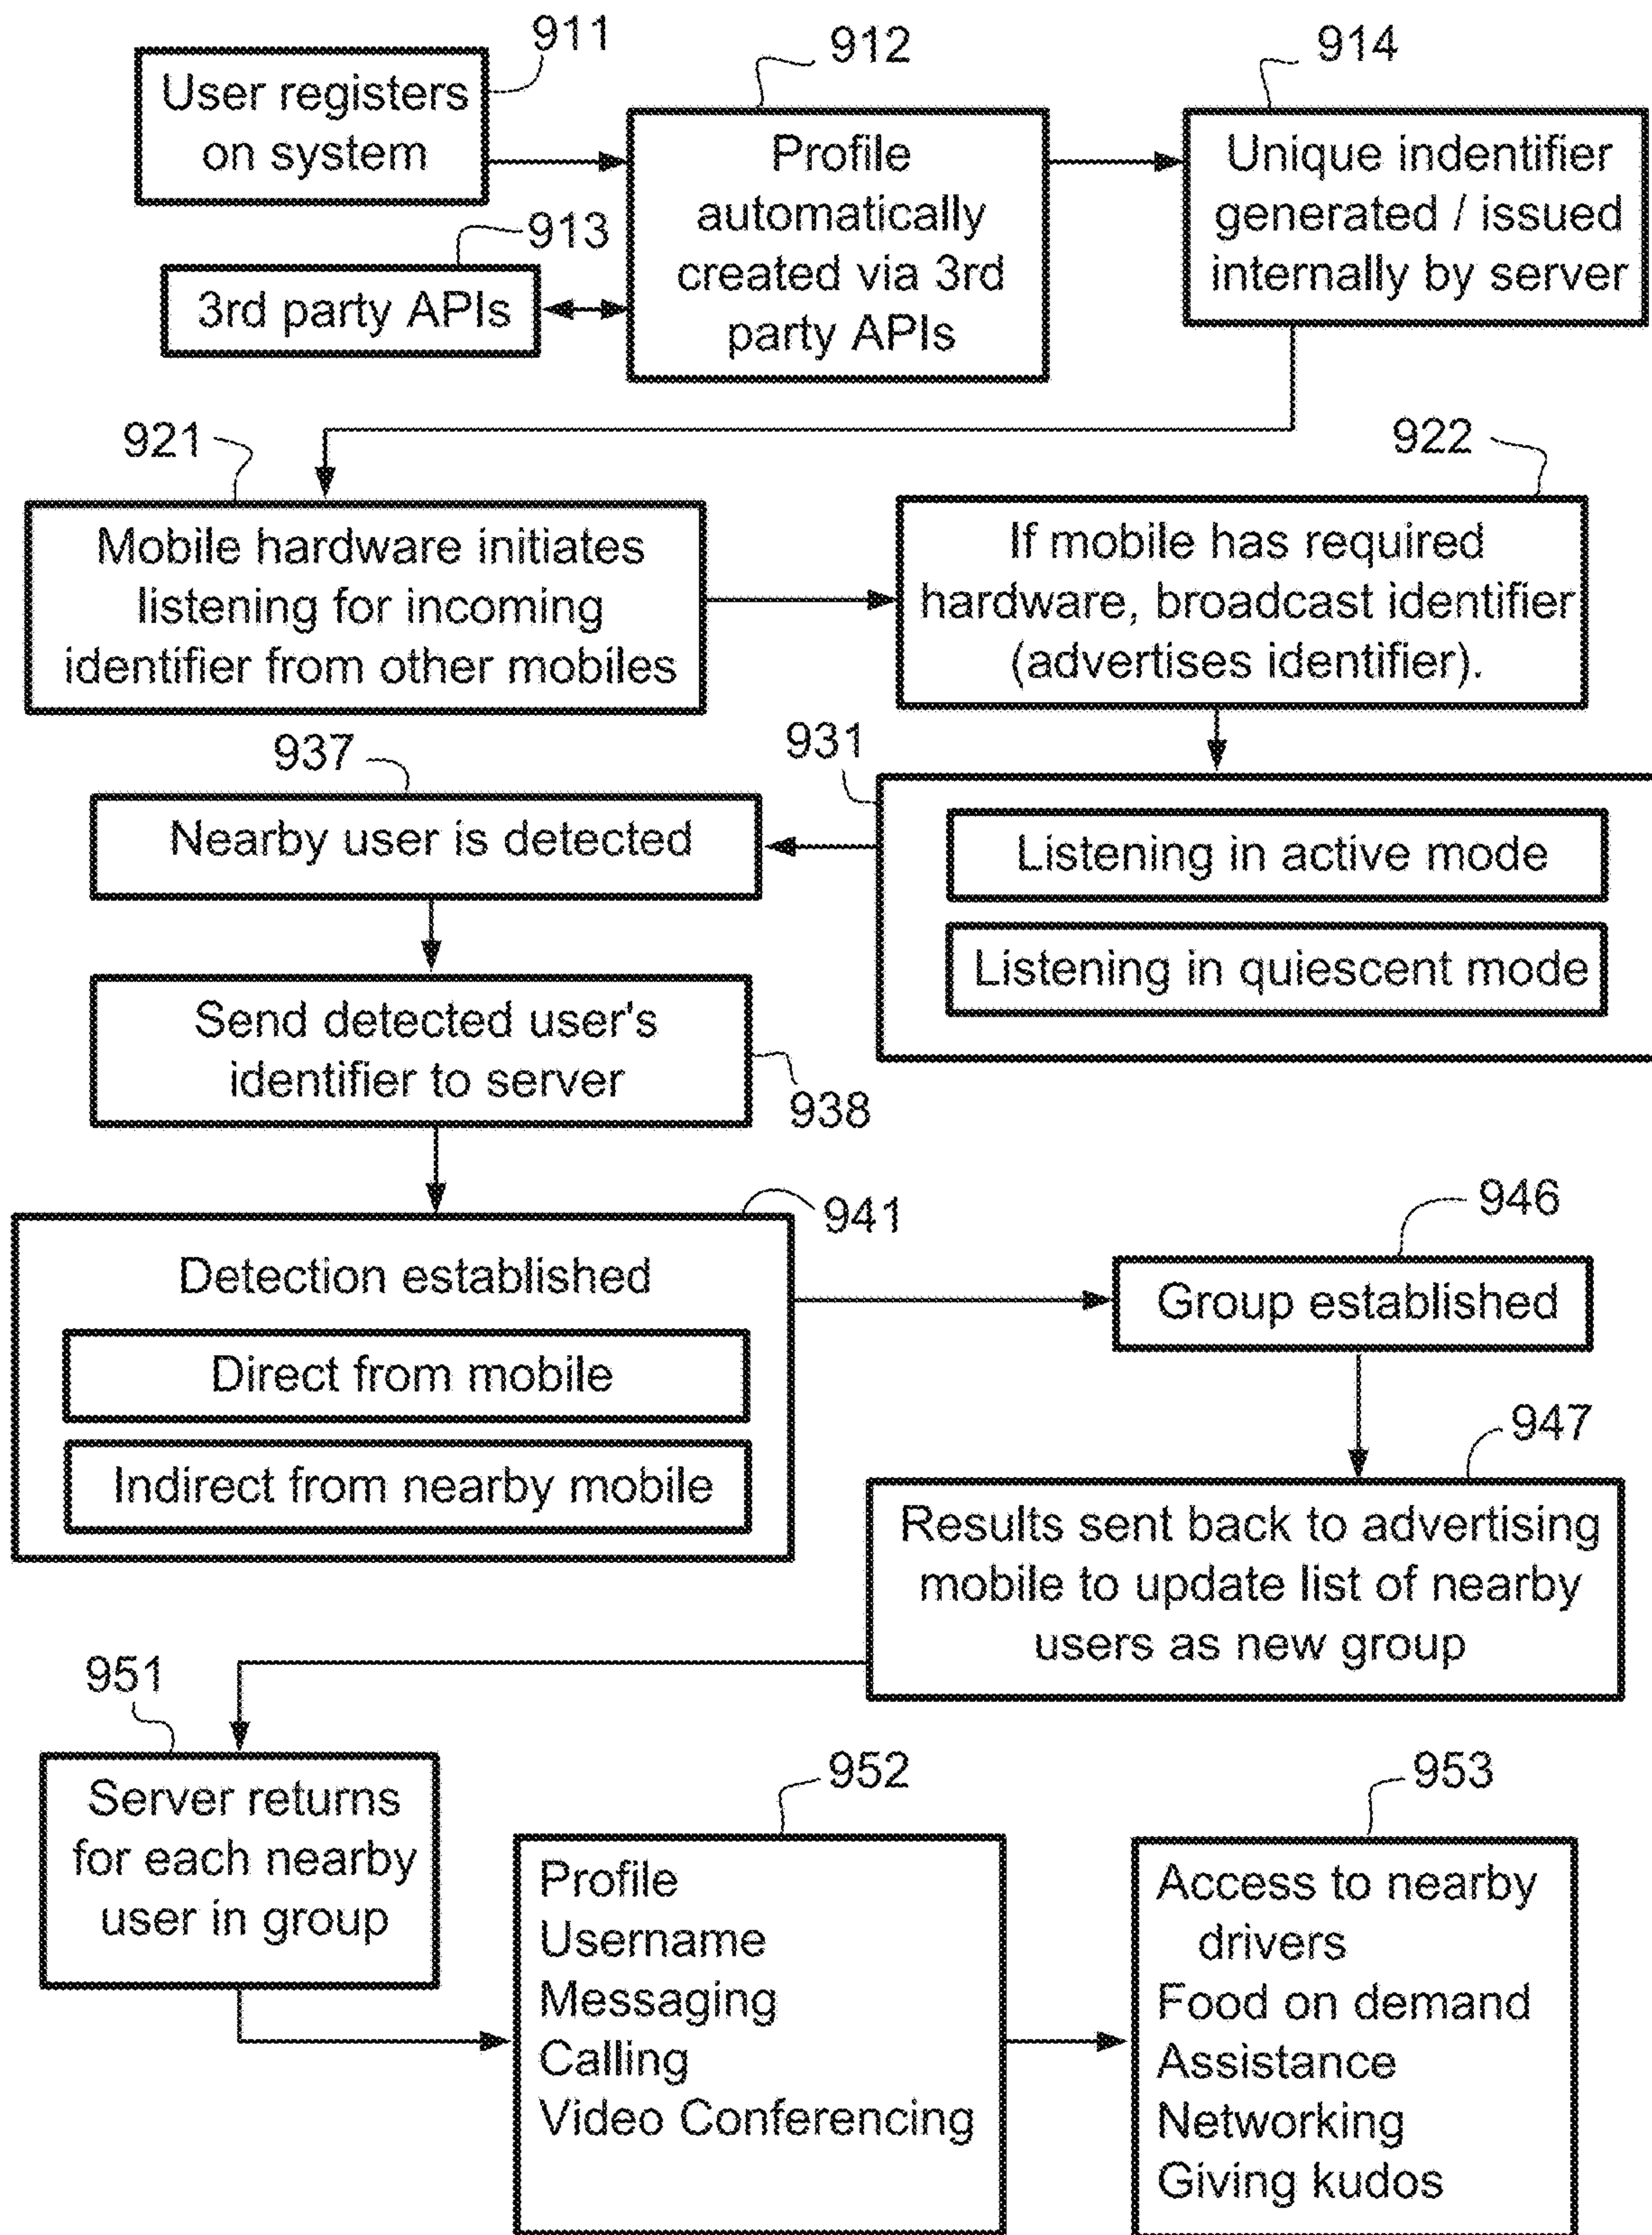 911
User registers
on system
912
Profile
automatically
created via 3rd
party APIs
914
Unique indentifier
generated / issued
internally by server
913
3rd party APIs
921
Mobile hardware initiates
listening for incoming
identifier from other mobiles
922
If mobile has required
hardware, broadcast identifier
(advertises identifier).
937
Nearby user is detected
931
Listening in active mode
Listening in quiescent mode
Send detected user's
identifier to server
938
941
Detection established
Direct from mobile
Indirect from nearby mobile
946
Group established
947
Results sent back to advertising
mobile to update list of nearby
users as new group
951
Server returns
for each nearby
user in group
952
Profile
Username
Messaging
Calling
Video Conferencing
953
Access to nearby
drivers
Food on demand
Assistance
Networking
Giving kudos